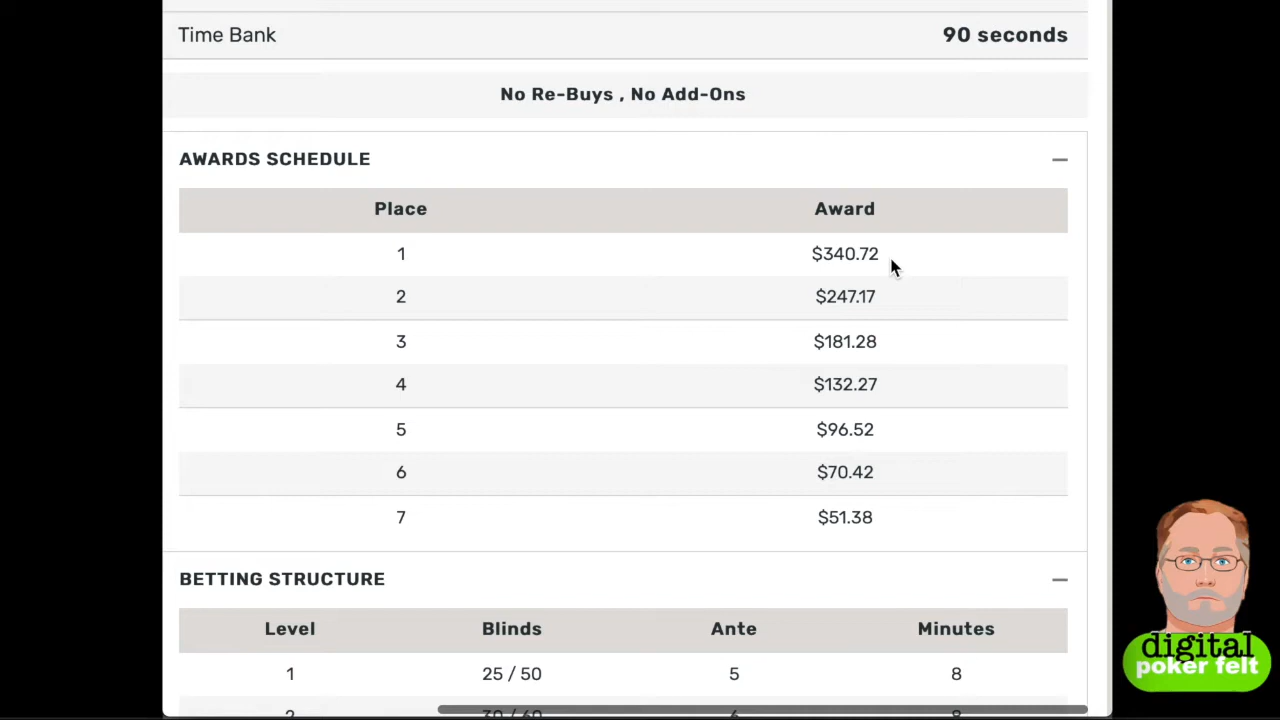 Time Bank 90 seconds
No Re-Buys , No Add-Ons
AWARDS SCHEDULE
Place Award
1 $340.72
2 $247.17
3 $181.28
4 $132.27
5 $96.52
6 $70.42
7 $51.38
BETTING STRUCTURE
Level Blinds Ante Minutes
1 25 / 50 5 8
2 30 / 60 6 8
digital
poker felt